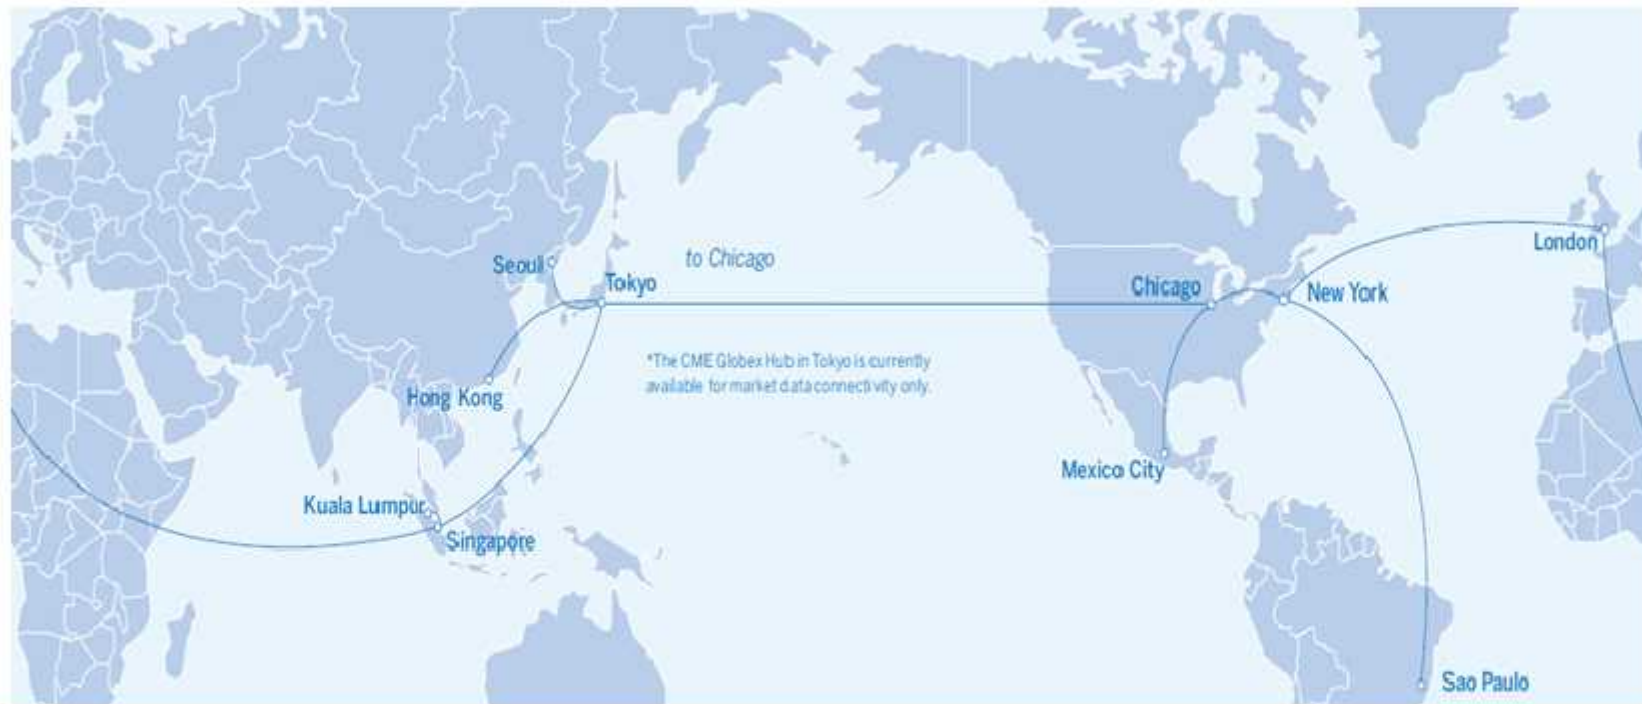 to Chicago
London
Seoul
Tokyo
Chicago
New York
*The CME Globex Hub in Tokyo is currently
available for market data connectivity only.
Hong Kong
Mexico City
Kuala Lumpur
Singapore
Sao Paulo